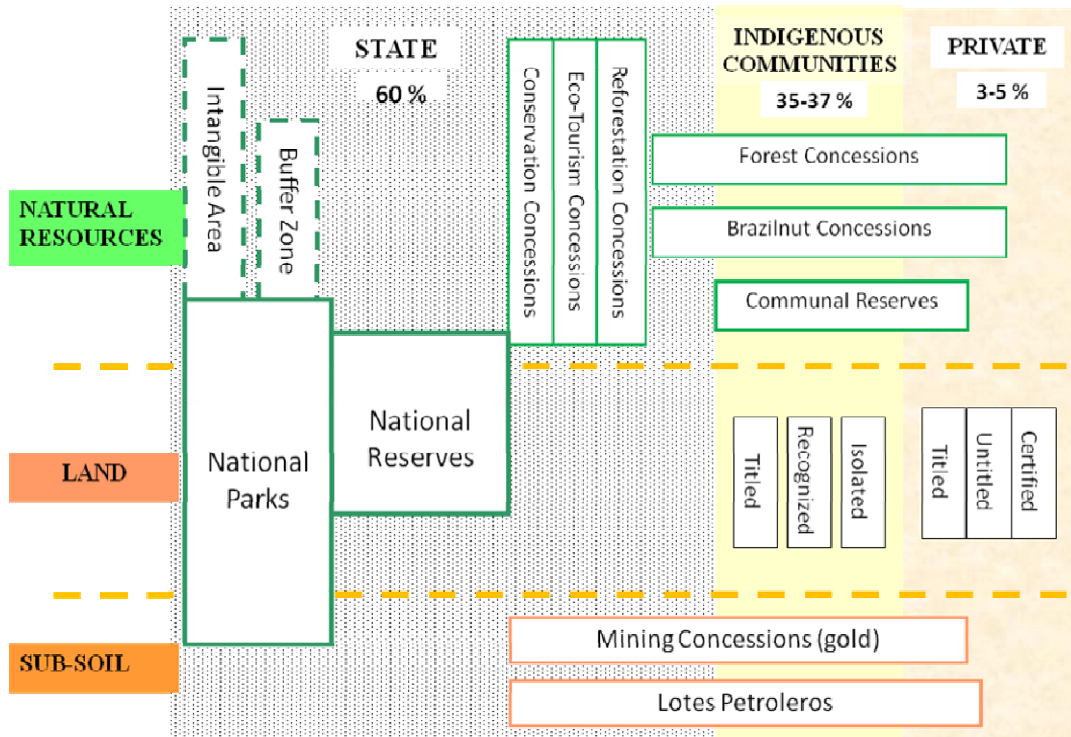 STATE
60 %
INDIGENOUS
COMMUNITIES
35-37 %
PRIVATE
3-5 %
NATURAL
RESOURCES
Intangible Area
Buffer Zone
Conservation Concessions
Eco-Tourism Concessions
Reforestation Concessions
Forest Concessions
Brazilnut Concessions
Communal Reserves
LAND
National
Parks
National
Reserves
Titled
Recognized
Isolated
Titled
Untitled
Certified
SUB-SOIL
Mining Concessions (gold)
Lotes Petroleros